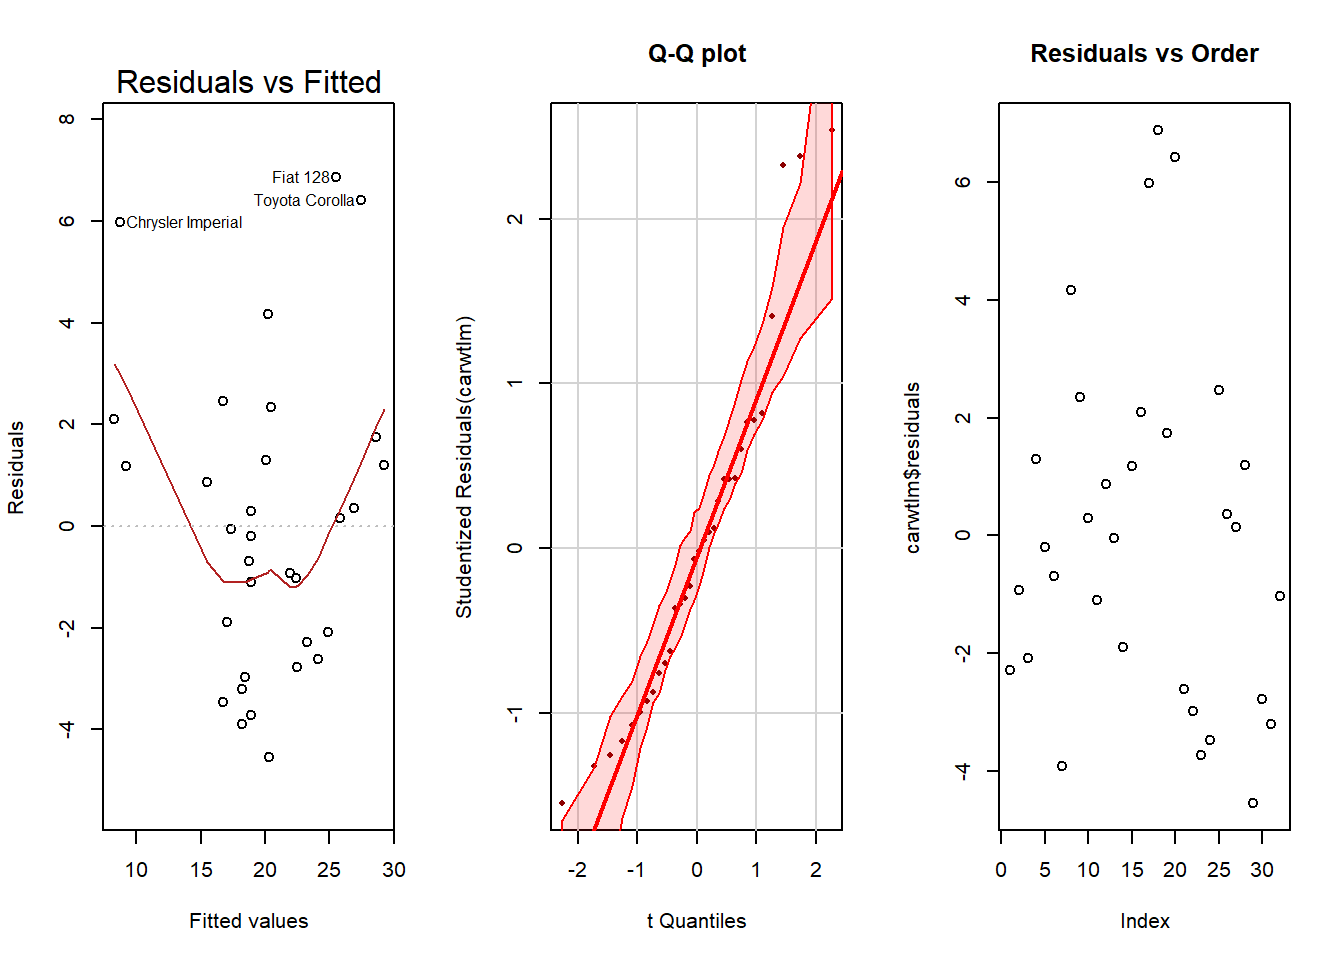 Residuals vs Fitted
8
6
4
2
0
-2
-4
Residuals
Fiat 128
Toyota Corolla
Chrysler Imperial
10 15 20 25 30
Fitted values
Q-Q plot
2
1
0
-1
Studentized Residuals(carwtlm)
-2 -1 0 1 2
t Quantiles
Residuals vs Order
6
4
2
0
-2
-4
carwtlm$residuals
0 5 10 15 20 25 30
Index